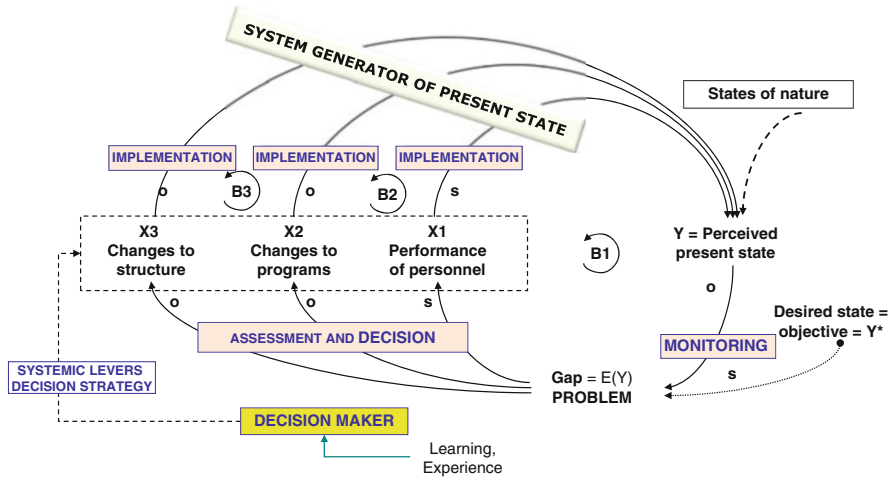 SYSTEM GENERATOR OF PRESENT STATE
States of nature
IMPLEMENTATION
IMPLEMENTATION
IMPLEMENTATION
o
B3
o
B2
s
X3
Changes to
structure
X2
Changes to
programs
X1
Performance
of personnel
B1
Y = Perceived
present state
o
o
s
o
Desired state =
objective = Y*
ASSESSMENT AND DECISION
MONITORING
s
SYSTEMIC LEVERS
DECISION STRATEGY
Gap = E(Y)
PROBLEM
DECISION MAKER
Learning,
Experience